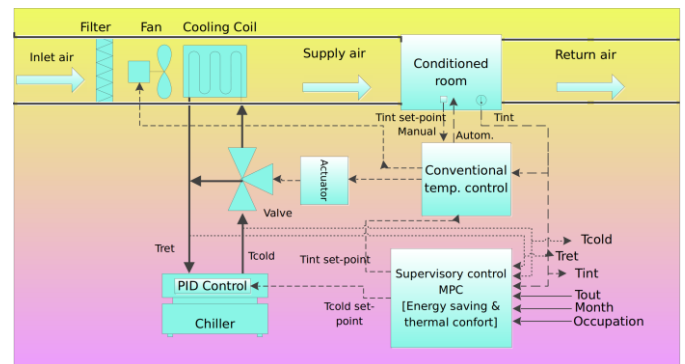 Filter
Fan
Cooling Coil
Inlet air
Supply air
Conditioned
room
Return air
Tint set-point
Manual
Autom.
Tint
Actuator
Conventional
temp. control
Valve
Tret
Tcold
Tint set-point
Tcold
Tret
Tint
PID Control
Chiller
Tcold set-
point
Supervisory control
MPC
[Energy saving &
thermal confort]
Tout
Month
Occupation